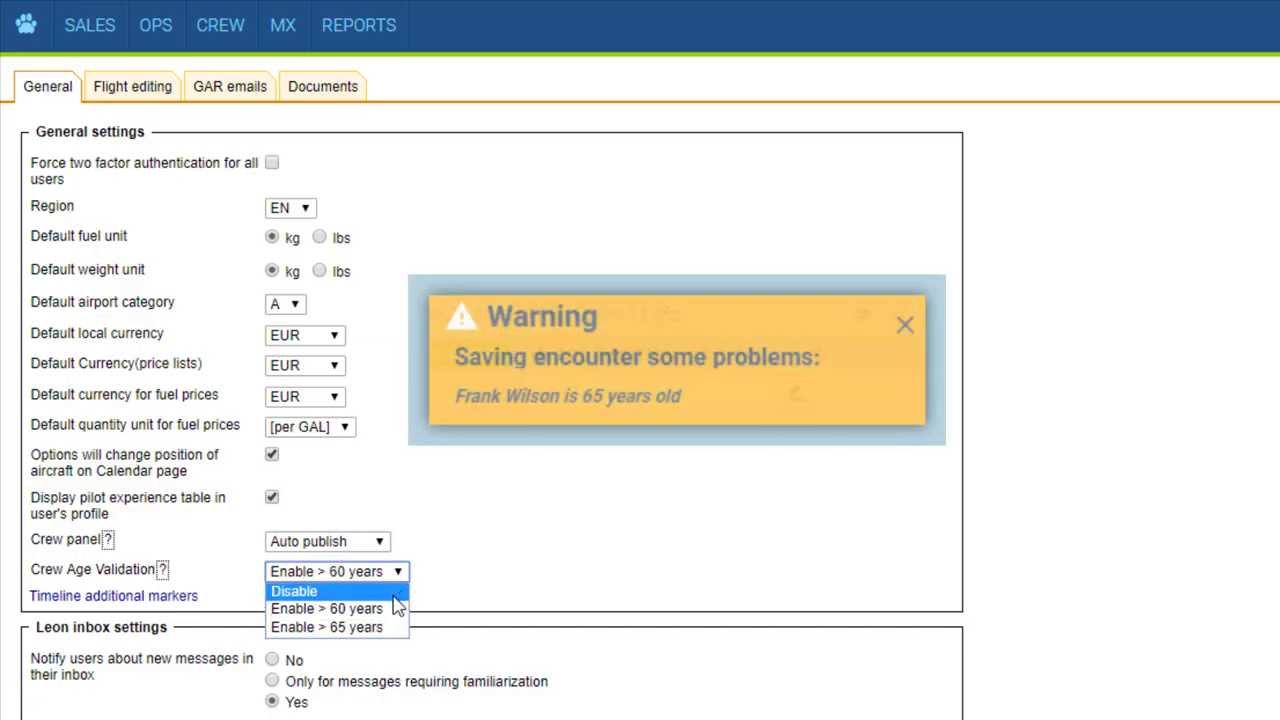 SALES OPS CREW MX REPORTS
General Flight editing GAR emails Documents
General settings
Force two factor authentication for all
users
Region EN
Default fuel unit kg lbs
Default weight unit kg lbs
Default airport category A
Default local currency EUR
Default Currency(price lists) EUR
Default currency for fuel prices EUR
Default quantity unit for fuel prices [per GAL]
Options will change position of
aircraft on Calendar page
Display pilot experience table in
user's profile
Crew panel? Auto publish
Crew Age Validation? Enable > 60 years
Disable
Timeline additional markers
Enable > 60 years
Enable > 65 years
Warning
Saving encounter some problems:
Frank Wilson is 65 years old
Leon inbox settings
Notify users about new messages in
their inbox
No
Only for messages requiring familiarization
Yes